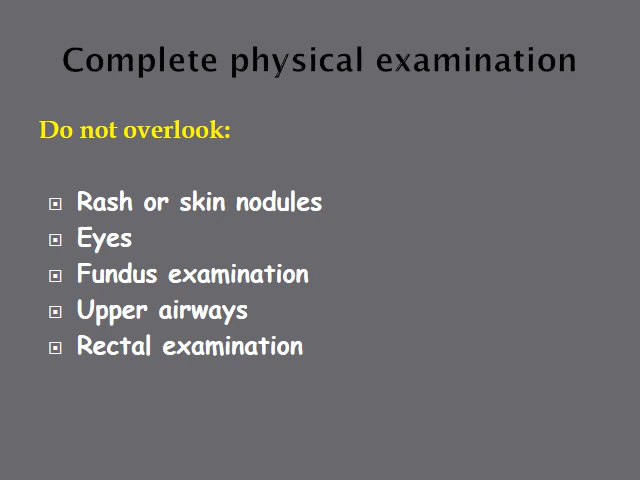 Complete physical examination
Do not overlook:
Rash or skin nodules
Eyes
Fundus examination
Upper airways
Rectal examination